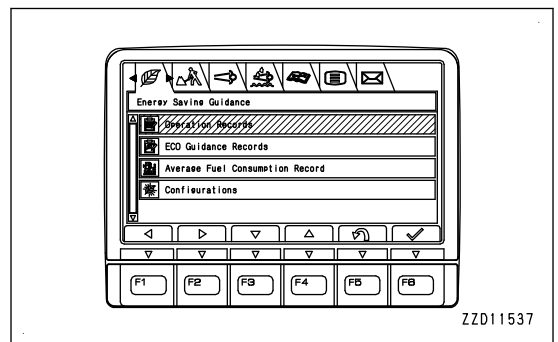 Energy Saving Guidance
Operation Records
ECO Guidance Records
Average Fuel Consumption Record
Configurations
F1 F2 F3 F4 F5 F6
ZZD11537